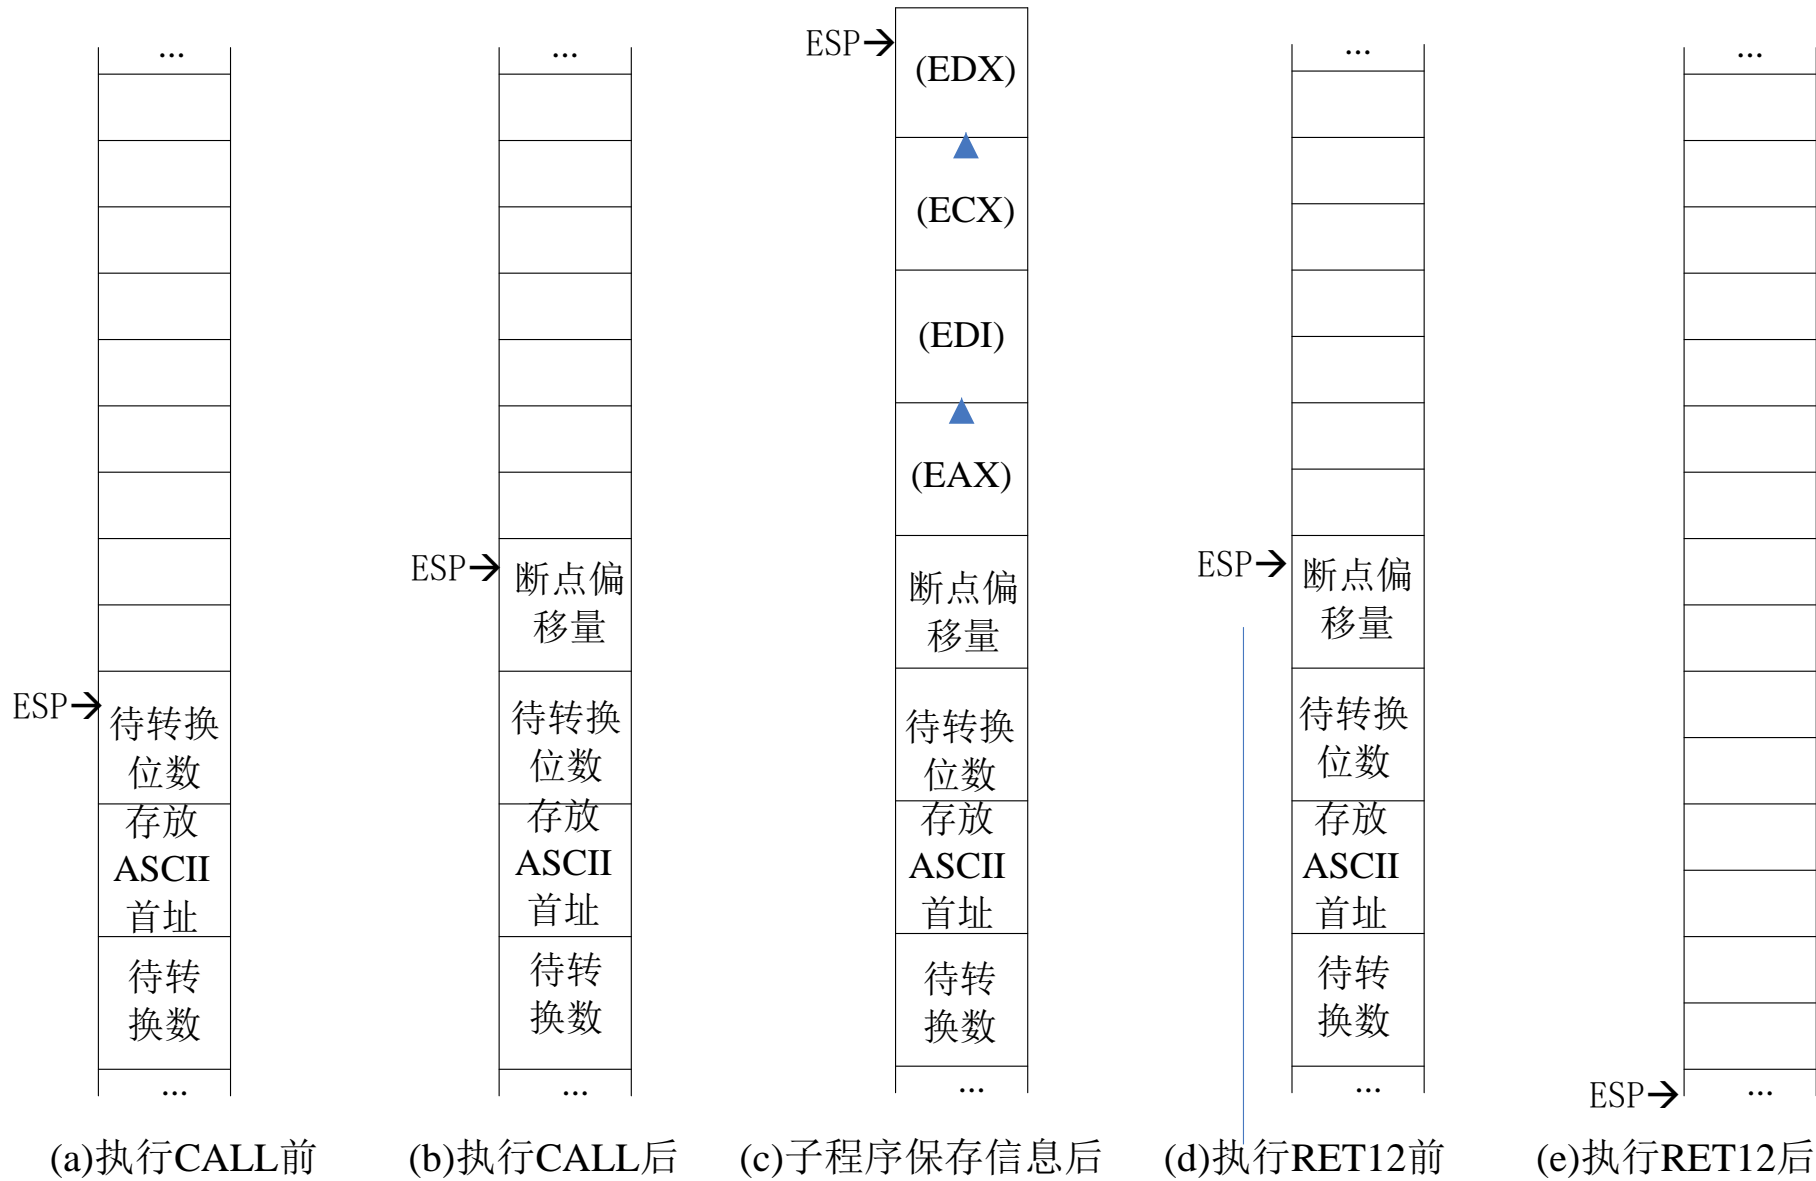 ...
ESP→
待转换
位数
存放
ASCII
首址
待转
换数
...
(a)执行CALL前
...
ESP→
断点偏
移量
待转换
位数
存放
ASCII
首址
待转
换数
...
(b)执行CALL后
ESP→
(EDX)
(ECX)
(EDI)
(EAX)
断点偏
移量
待转换
位数
存放
ASCII
首址
待转
换数
...
(c)子程序保存信息后
...
ESP→
断点偏
移量
待转换
位数
存放
ASCII
首址
待转
换数
...
(d)执行RET12前
...
ESP→
...
(e)执行RET12后